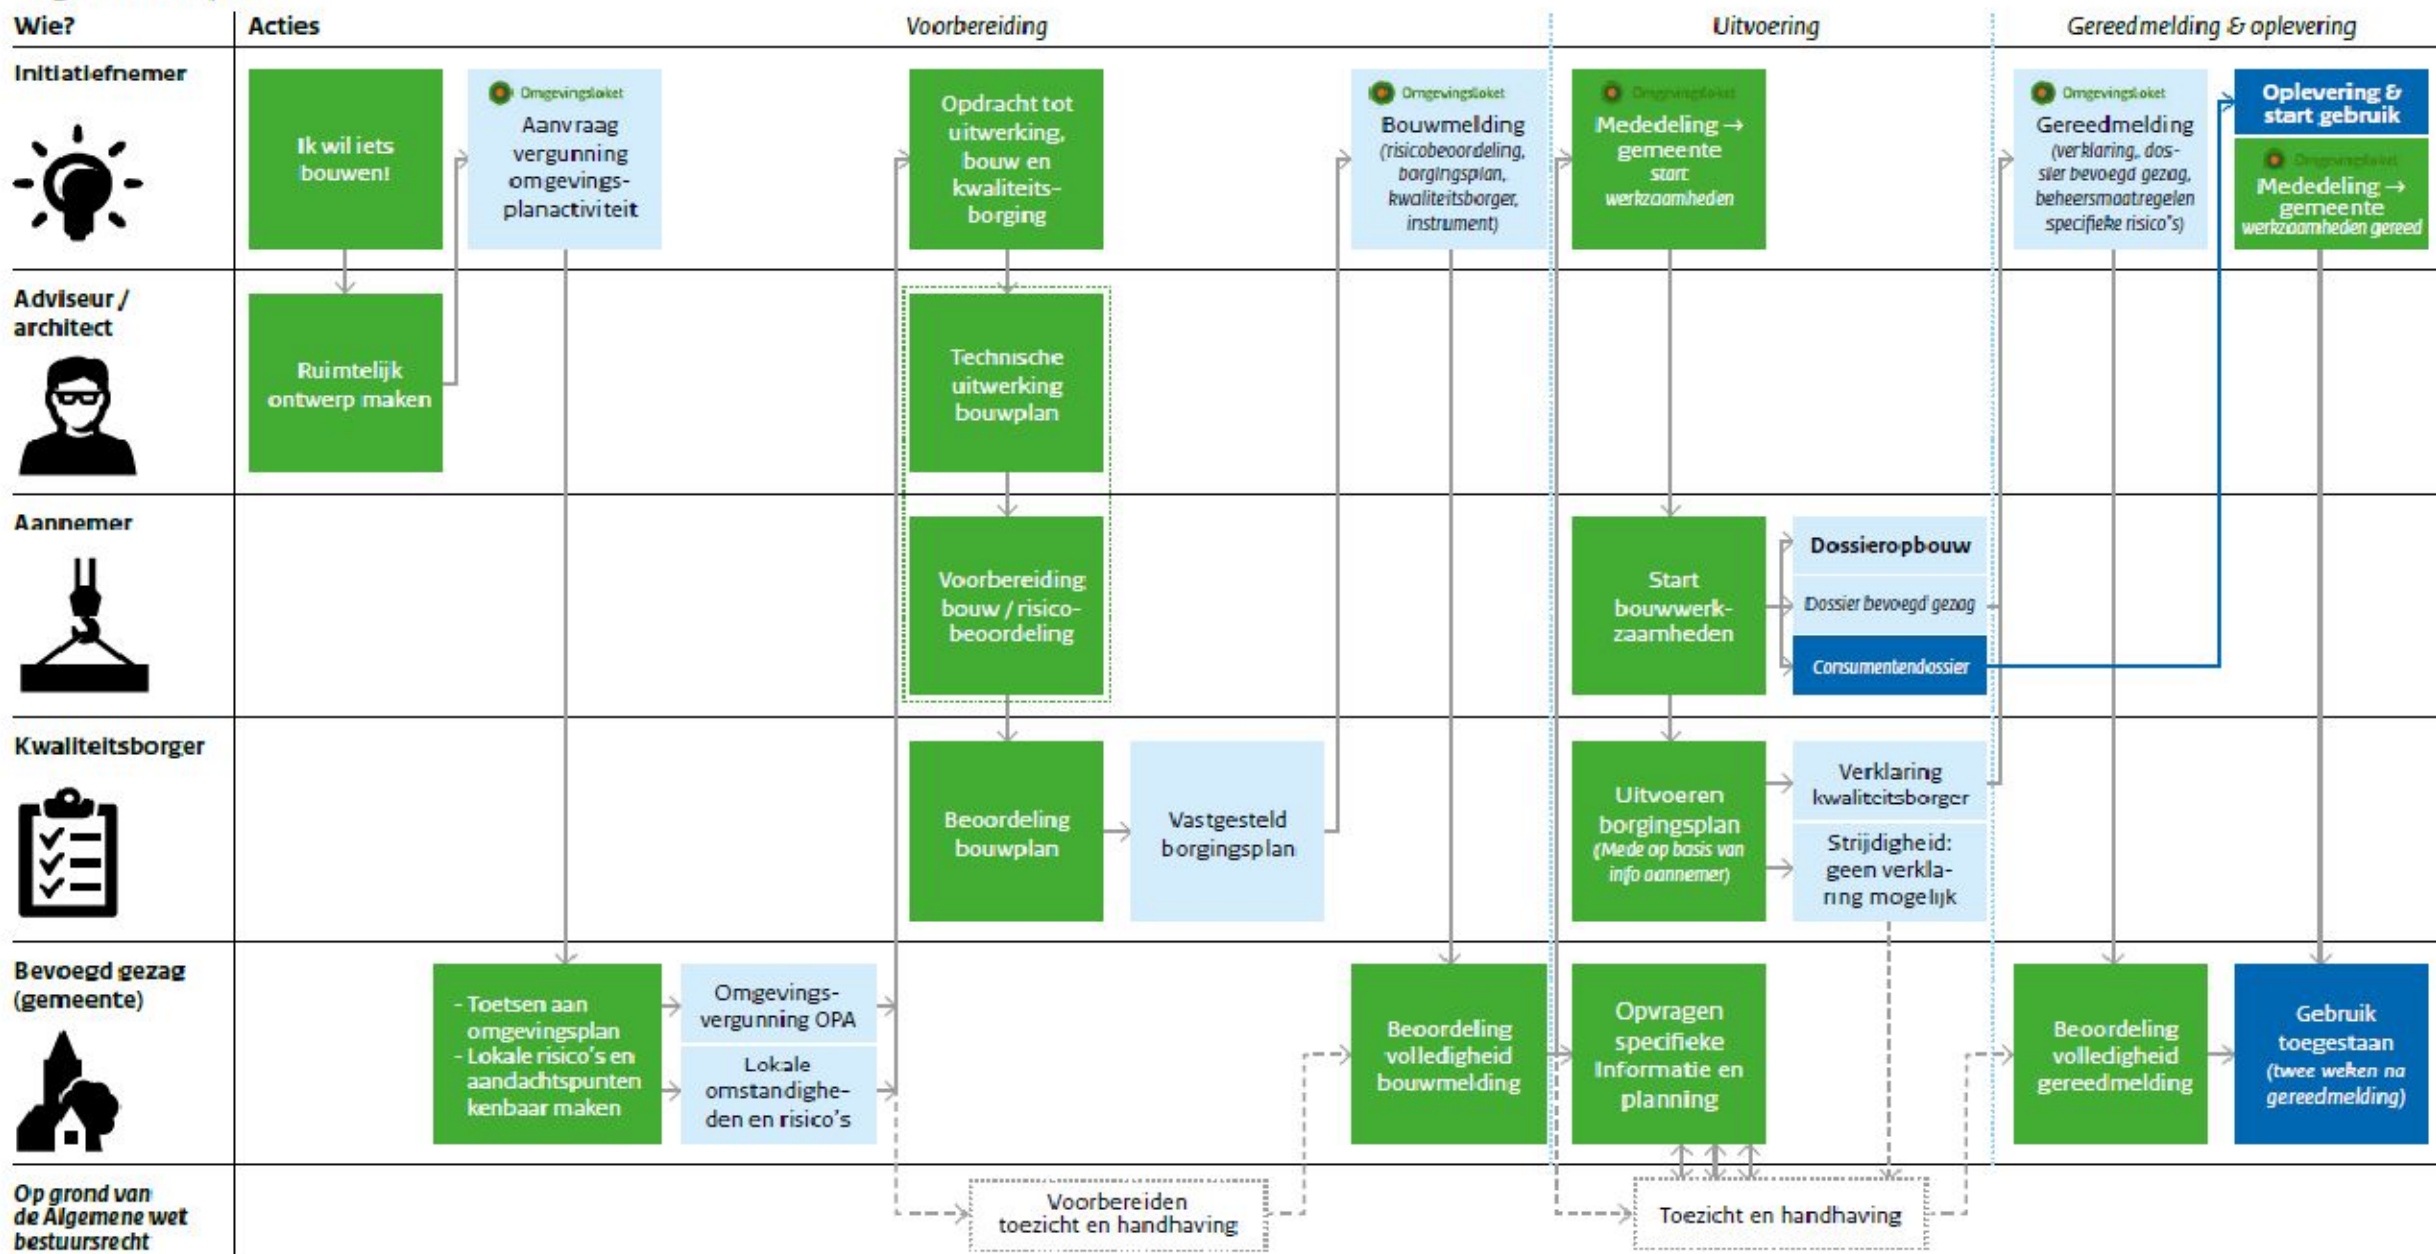 Wie?
Acties
Voorbereiding
Uitvoering
Gereedmelding & oplevering
Initiatiefnemer
Ik wil iets
bouwen!
Omgevingsloket
Aanvraag
vergunning
omgevings-
planactiviteit
Opdracht tot
uitwerking,
bouw en
kwaliteits-
borging
Omgevingsloket
Bouwmelding
(risicobeoordeling,
borgingsplan,
kwaliteitsborger,
instrument)
Omgevingsloket
Mededeling →
gemeente
start
werkzaamheden
Omgevingsloket
Gereedmelding
(verklaring, dos-
sier bevoegd gezag,
beheersmaatregelen
specifieke risico's)
Oplevering &
start gebruik
Omgevingsloket
Mededeling →
gemeente
werkzaamheden gereed
Adviseur /
architect
Ruimtelijk
ontwerp maken
Technische
uitwerking
bouwplan
Aannemer
Voorbereiding
bouw / risico-
beoordeling
Start
bouwwerk-
zaamheden
Dossieropbouw
Dossier bevoegd gezag
Consumentendossier
Kwaliteitsborger
Beoordeling
bouwplan
Vastgesteld
borgingsplan
Uitvoeren
borgingsplan
(Mede op basis van
info aannemer)
Verklaring
kwaliteitsborger
Strijdigheid:
geen verkla-
ring mogelijk
Bevoegd gezag
(gemeente)
- Toetsen aan
omgevingsplan
- Lokale risico's en
aandachtspunten
kenbaar maken
Omgevings-
vergunning OPA
Lokale
omstandighe-
den en risico's
Beoordeling
volledigheid
bouwmelding
Opvragen
specifieke
Informatie en
planning
Beoordeling
volledigheid
gereedmelding
Gebruik
toegestaan
(twee weken na
gereedmelding)
Op grond van
de Algemene wet
bestuursrecht
Voorbereiden
toezicht en handhaving
Toezicht en handhaving